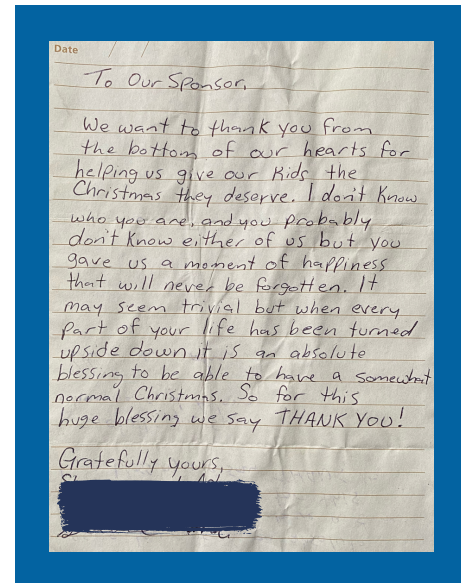 Date / /
To Our Sponsor,
We want to thank you from
the bottom of our hearts for
helping us give our kids the
Christmas they deserve. I don't know
who you are, and you probably
don't know either of us but you
gave us a moment of happiness
that will never be forgotten. It
may seem trivial but when every
part of your life has been turned
upside down it is an absolute
blessing to be able to have a somewhat
normal Christmas. So for this
huge blessing we say THANK YOU!
Gratefully yours,